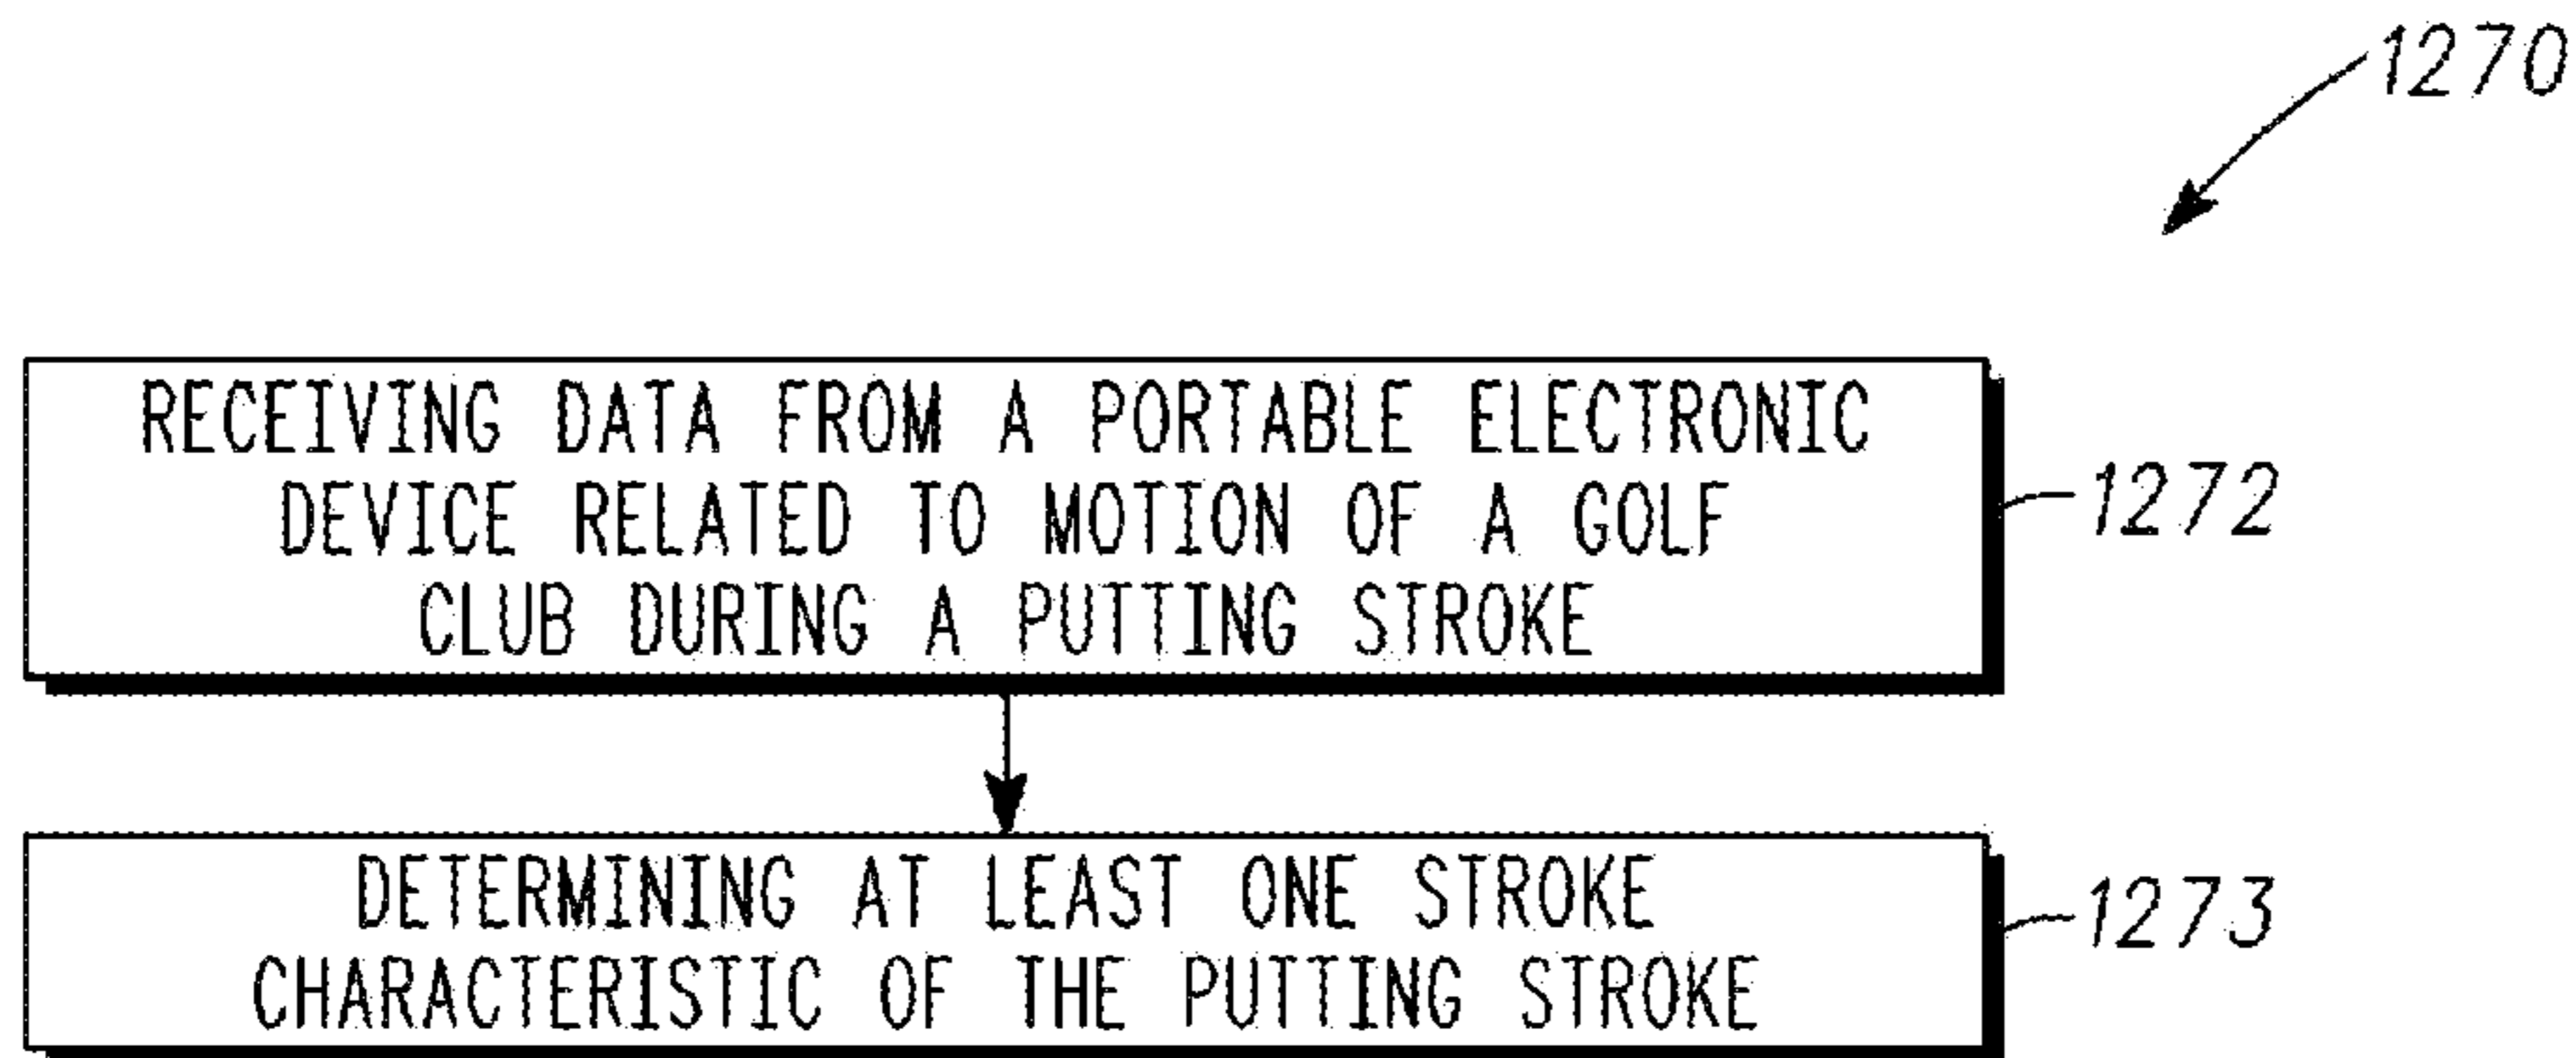 1270
RECEIVING DATA FROM A PORTABLE ELECTRONIC
DEVICE RELATED TO MOTION OF A GOLF
CLUB DURING A PUTTING STROKE
1272
DETERMINING AT LEAST ONE STROKE
CHARACTERISTIC OF THE PUTTING STROKE
1273